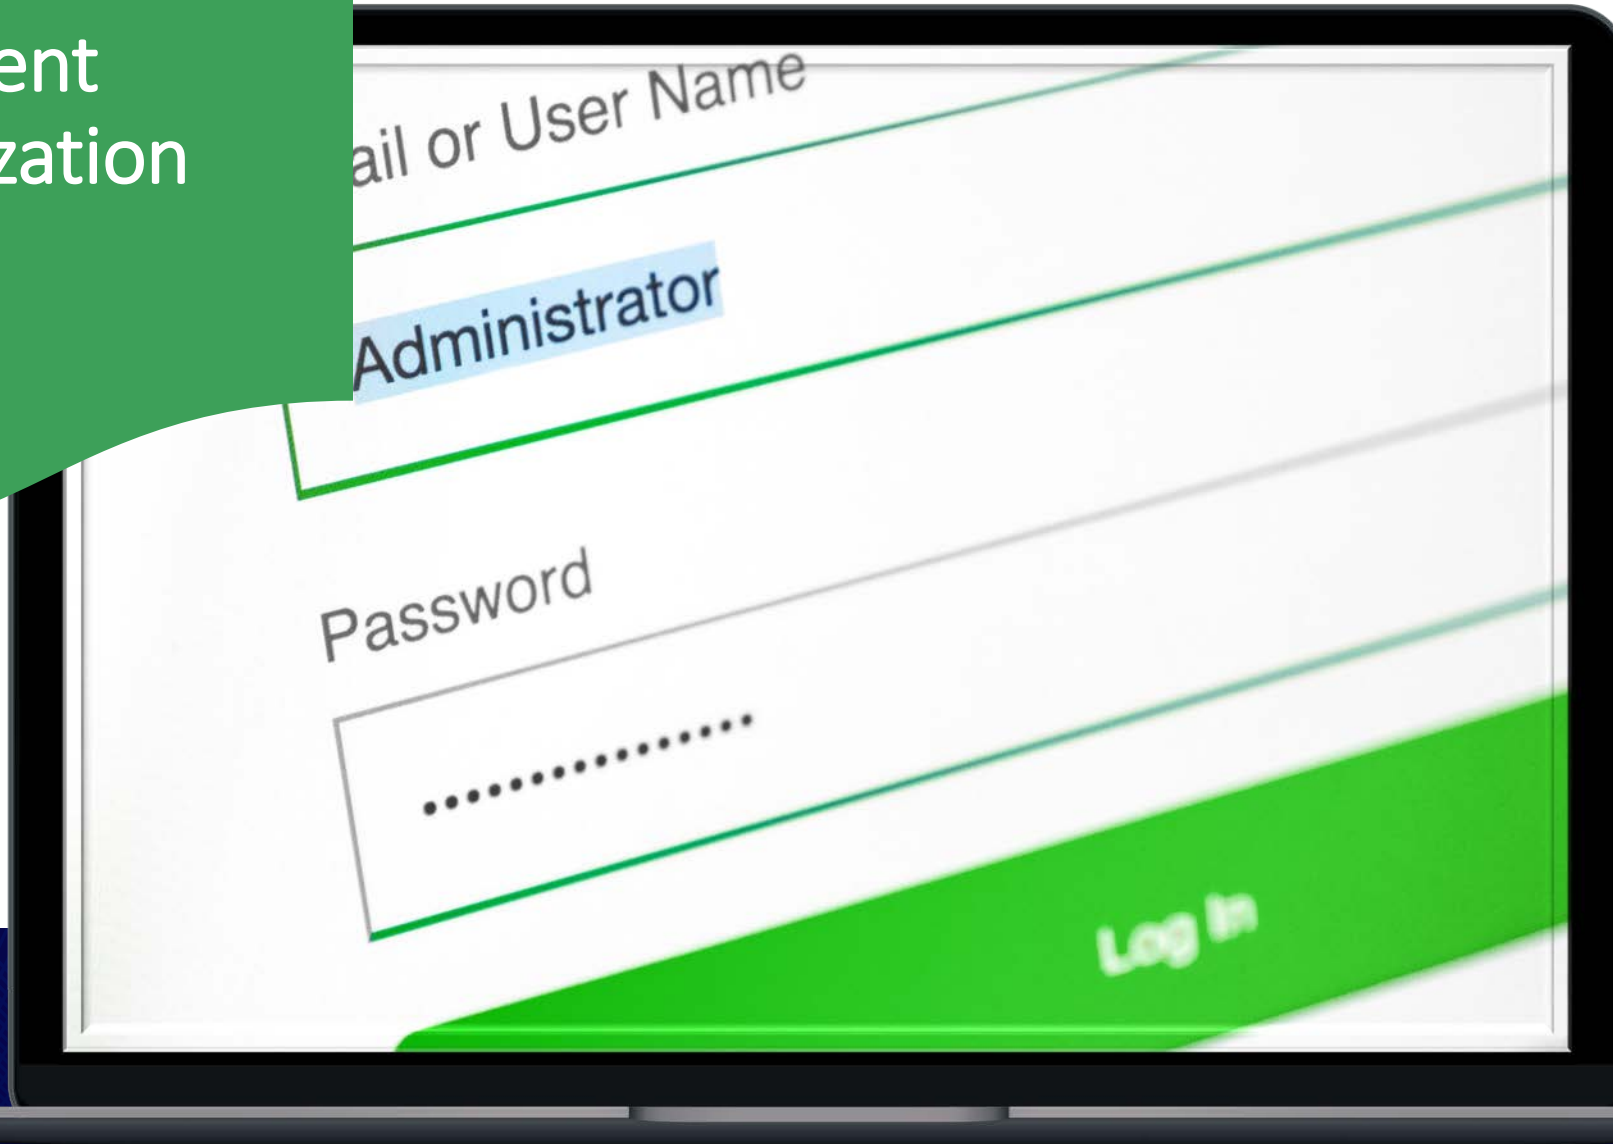 ent
zation
ail or User Name
Administrator
Password
•••••••••••••••
Log In